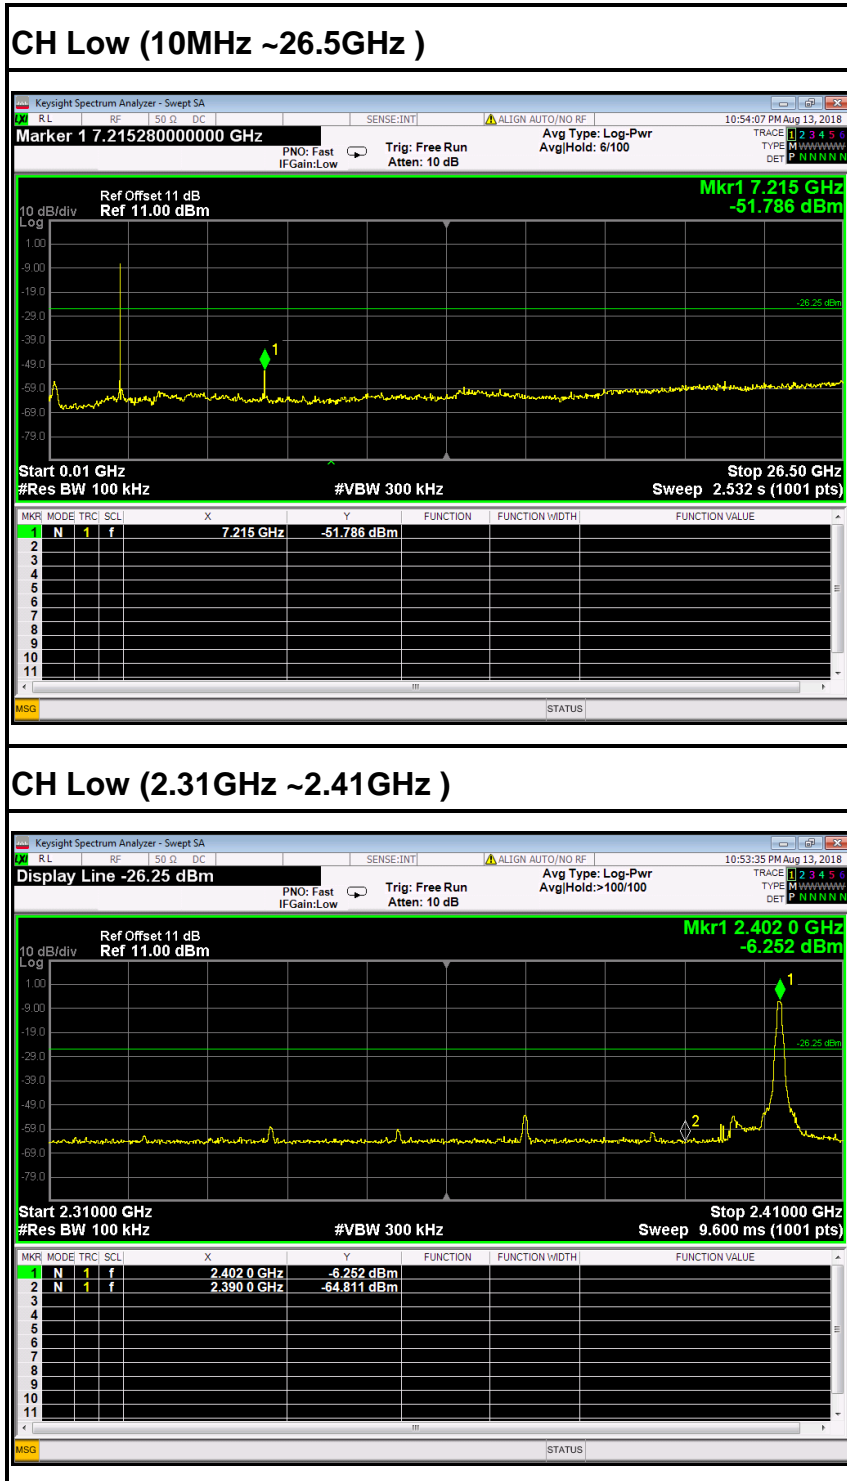 CH Low (10MHz ~26.5GHz )
Keysight Spectrum Analyzer - Swept SA
LXI RL RF 50 Ω DC SENSE:INT ALIGN AUTO/NO RF 10:54:07 PM Aug 13, 2018
Marker 1 7.215280000000 GHz
PNO: Fast
IFGain:Low
Trig: Free Run
Atten: 10 dB
Avg Type: Log-Pwr
Avg|Hold: 6/100
TRACE 1 2 3 4 5 6
TYPE M WWWWW
DET P N N N N N
Mkr1 7.215 GHz
-51.786 dBm
Ref Offset 11 dB
10 dB/div Ref 11.00 dBm
Log
1.00
-9.00
-19.0
-26.25 dBm
-29.0
-39.0
1
-49.0
-59.0
-69.0
-79.0
Start 0.01 GHz Stop 26.50 GHz
#Res BW 100 kHz #VBW 300 kHz Sweep 2.532 s (1001 pts)
MKR MODE TRC SCL X Y FUNCTION FUNCTION WIDTH FUNCTION VALUE
1 N 1 f 7.215 GHz -51.786 dBm
2
3
4
5
6
7
8
9
10
11
MSG STATUS
CH Low (2.31GHz ~2.41GHz )
Keysight Spectrum Analyzer - Swept SA
LXI RL RF 50 Ω DC SENSE:INT ALIGN AUTO/NO RF 10:53:35 PM Aug 13, 2018
Display Line -26.25 dBm
PNO: Fast
IFGain:Low
Trig: Free Run
Atten: 10 dB
Avg Type: Log-Pwr
Avg|Hold:>100/100
TRACE 1 2 3 4 5 6
TYPE M WWWWW
DET P N N N N N
Mkr1 2.402 0 GHz
-6.252 dBm
Ref Offset 11 dB
10 dB/div Ref 11.00 dBm
Log
1.00
1
-9.00
-19.0
-26.25 dBm
-29.0
-39.0
-49.0
-59.0
2
-69.0
-79.0
Start 2.31000 GHz Stop 2.41000 GHz
#Res BW 100 kHz #VBW 300 kHz Sweep 9.600 ms (1001 pts)
MKR MODE TRC SCL X Y FUNCTION FUNCTION WIDTH FUNCTION VALUE
1 N 1 f 2.402 0 GHz -6.252 dBm
2 N 1 f 2.390 0 GHz -64.811 dBm
3
4
5
6
7
8
9
10
11
MSG STATUS